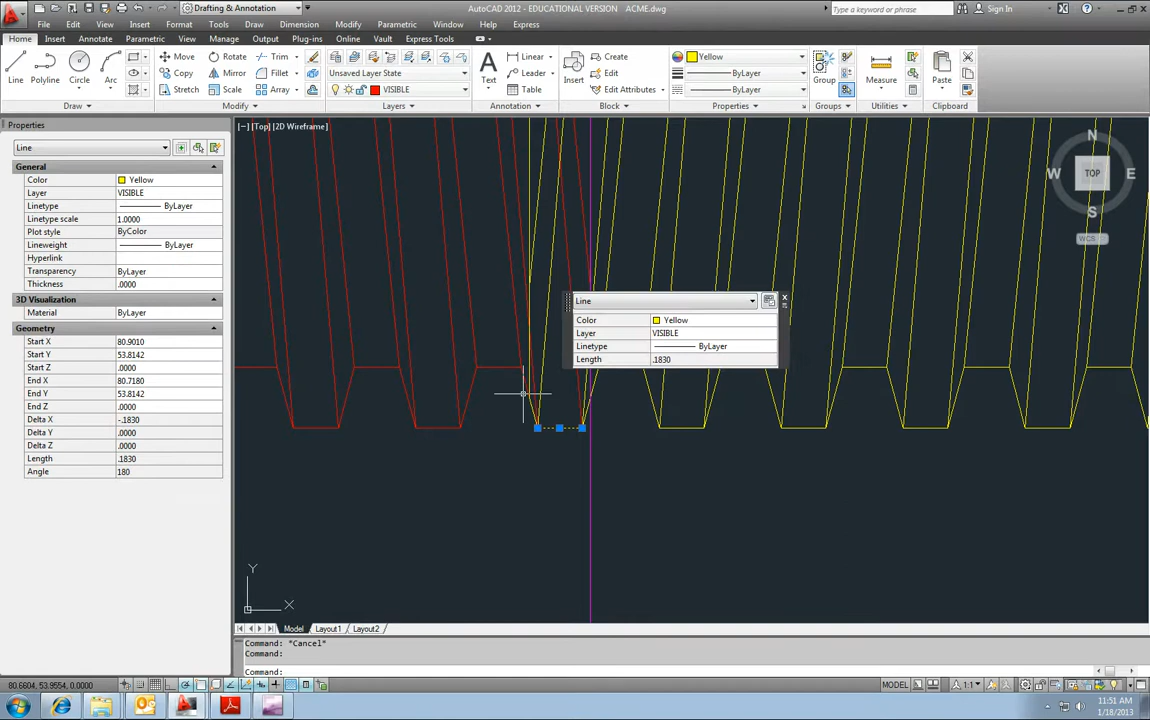 Drafting & Annotation
AutoCAD 2012 - EDUCATIONAL VERSION ACME.dwg
Type a keyword or phrase
Sign In
File Edit View Insert Format Tools Draw Dimension Modify Parametric Window Help Express
Home Insert Annotate Parametric View Manage Output Plug-ins Online Vault Express Tools
Line Polyline Circle Arc
Move Rotate Trim
Copy Mirror Fillet
Stretch Scale Array
Unsaved Layer State
VISIBLE
Text
Linear
Leader
Table
Insert
Create
Edit
Edit Attributes
Yellow
ByLayer
ByLayer
Group
Measure
Paste
Draw Modify Layers Annotation Block Properties Groups Utilities Clipboard
Properties
Line
General
Color Yellow
Layer VISIBLE
Linetype ByLayer
Linetype scale 1.0000
Plot style ByColor
Lineweight ByLayer
Hyperlink
Transparency ByLayer
Thickness .0000
3D Visualization
Material ByLayer
Geometry
Start X 80.9010
Start Y 53.8142
Start Z .0000
End X 80.7180
End Y 53.8142
End Z .0000
Delta X -.1830
Delta Y .0000
Delta Z .0000
Length .1830
Angle 180
[−] [Top] [2D Wireframe]
N
W TOP E
S
WCS
Line
Color Yellow
Layer VISIBLE
Linetype ByLayer
Length .1830
Y
X
Model Layout1 Layout2
Command: *Cancel*
Command:
Command:
80.6604, 53.9554, 0.0000
MODEL
1:1
11:51 AM
1/18/2013